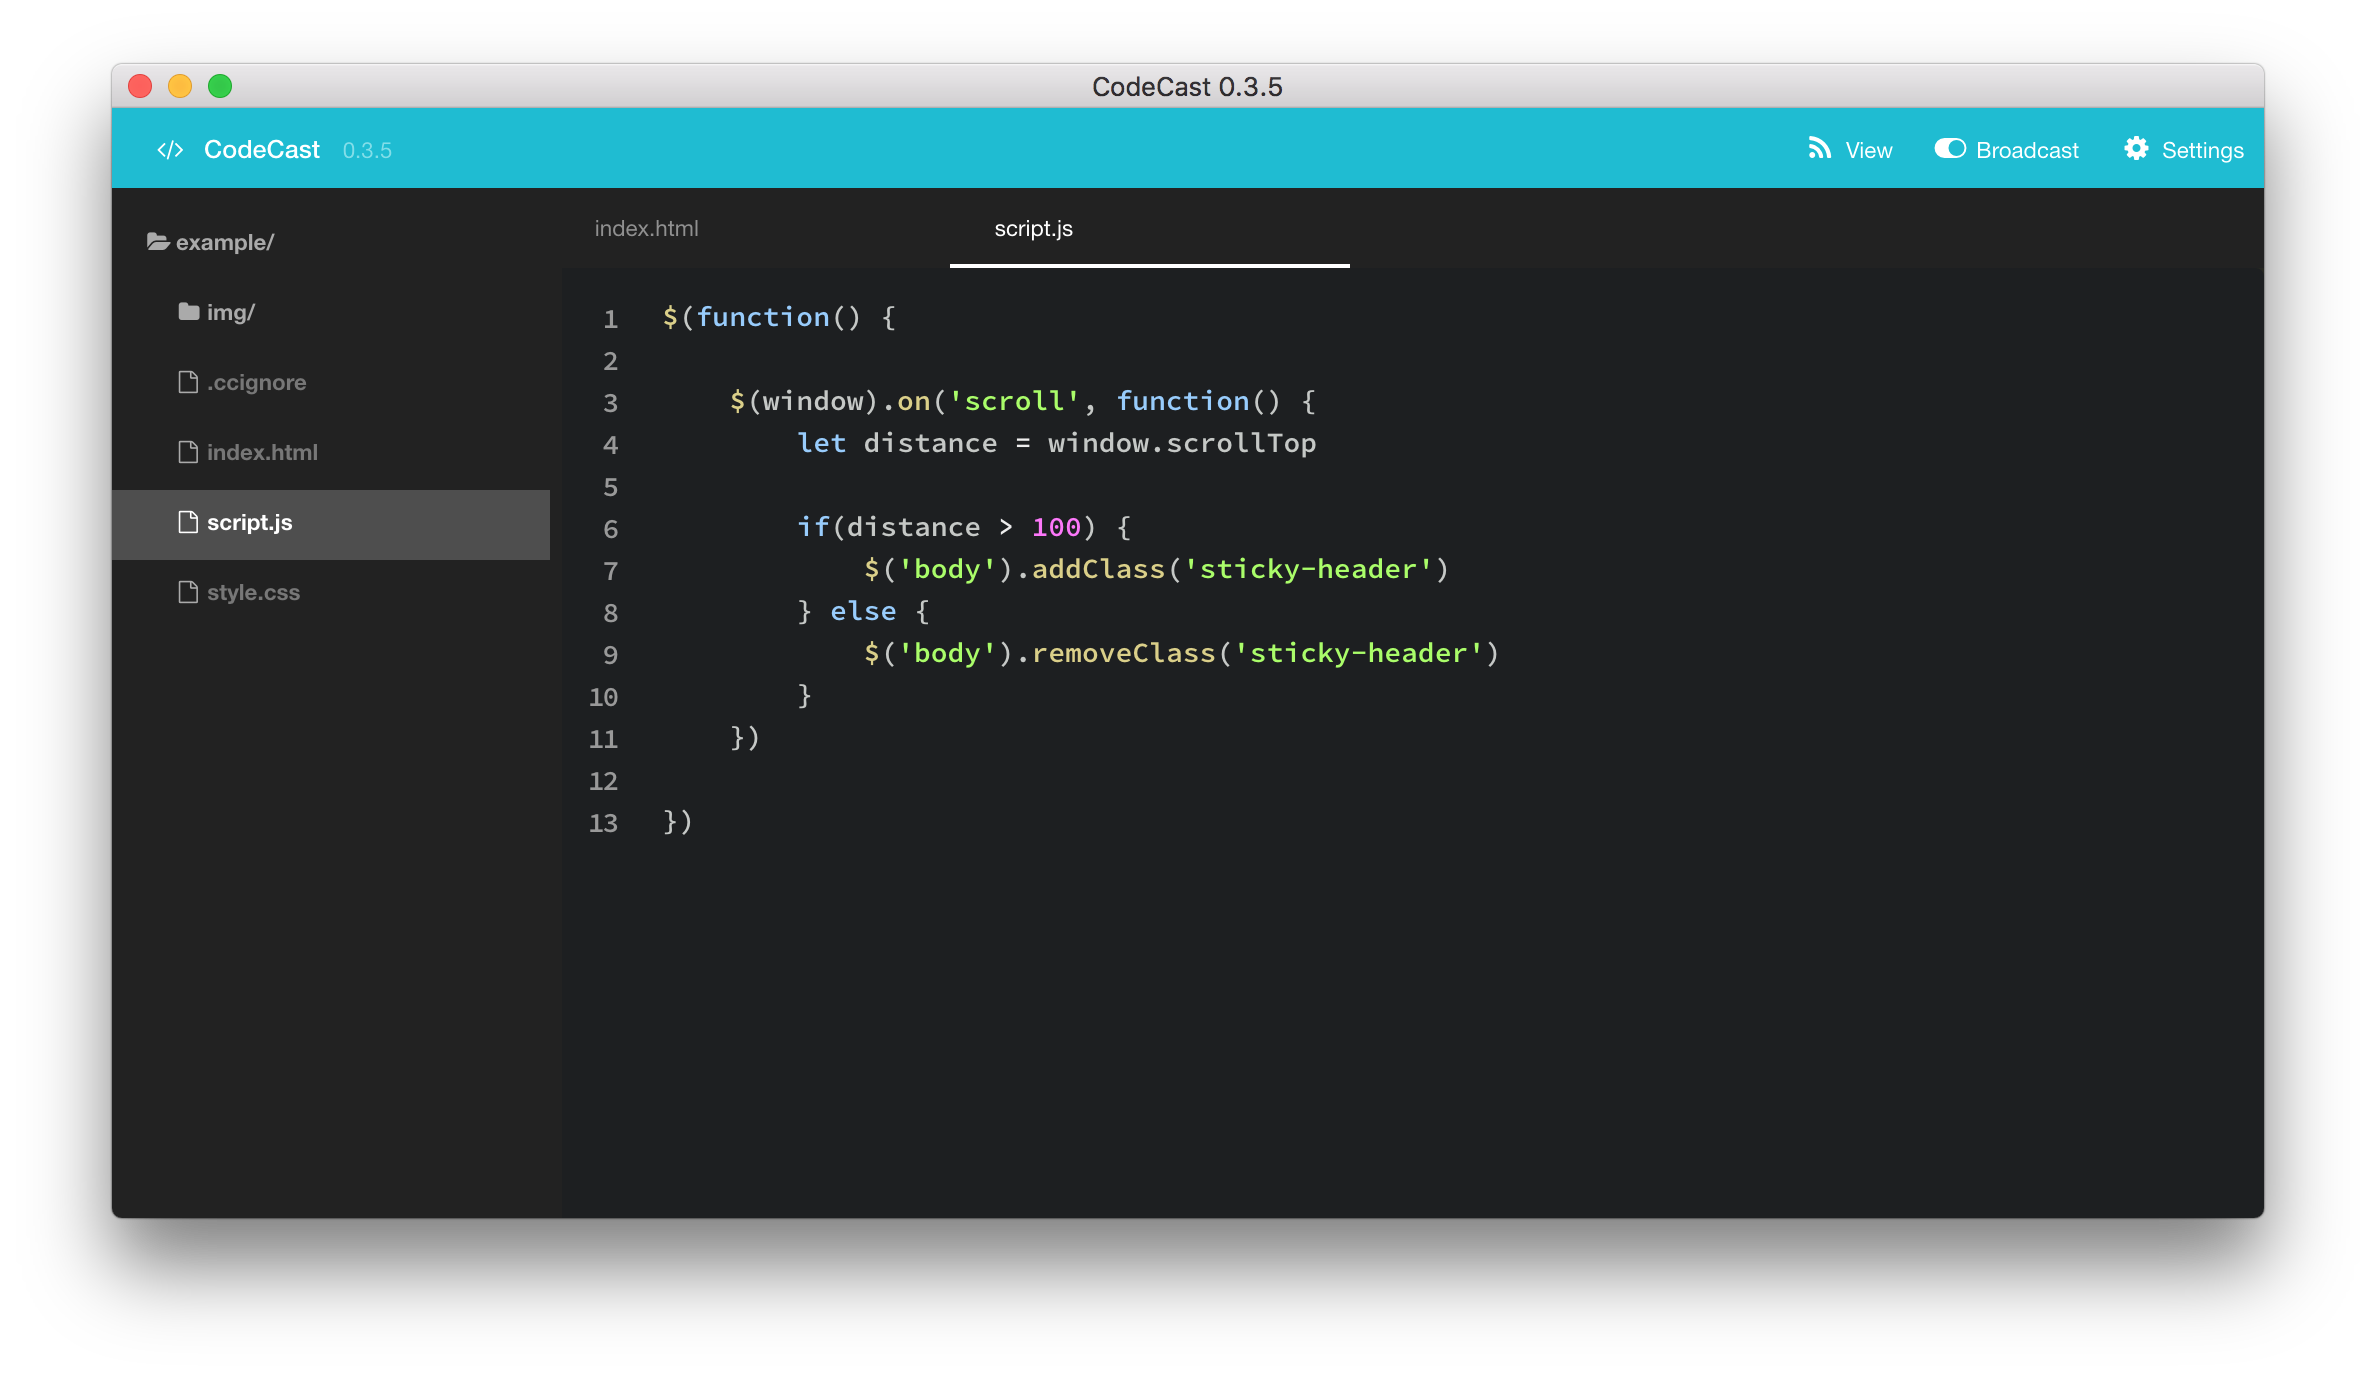 CodeCast 0.3.5
</> CodeCast 0.3.5 View Broadcast Settings
example/
img/
.ccignore
index.html
script.js
style.css
index.html script.js
1 $(function() {
2
3     $(window).on('scroll', function() {
4         let distance = window.scrollTop
5
6         if(distance > 100) {
7             $('body').addClass('sticky-header')
8         } else {
9             $('body').removeClass('sticky-header')
10         }
11     })
12
13 })